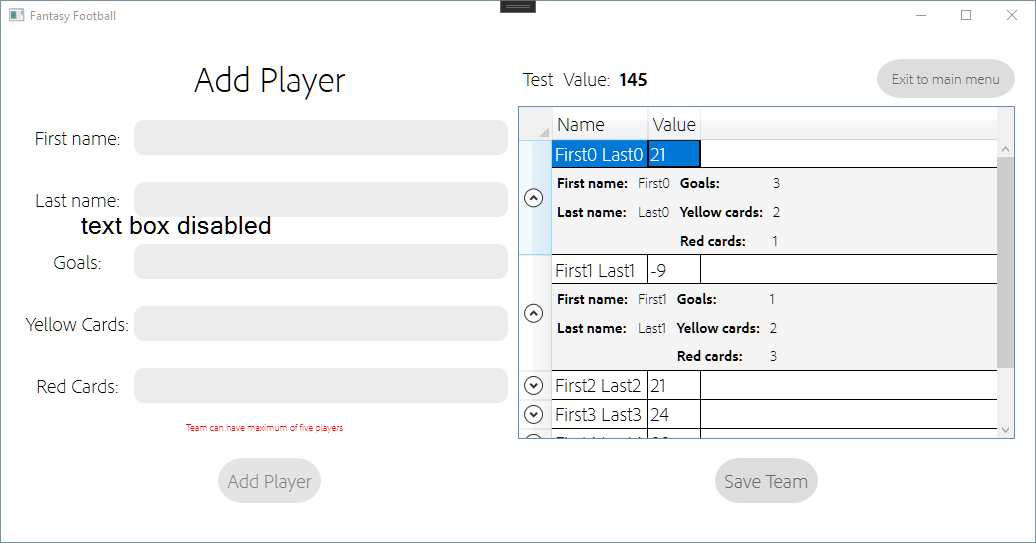 Fantasy Football
Add Player
First name:
Last name:
text box disabled
Goals:
Yellow Cards:
Red Cards:
Team can have maximum of five players
Add Player
Test Value: 145
Exit to main menu
Name Value
First0 Last0 21
First name: First0 Goals: 3
Last name: Last0 Yellow cards: 2
Red cards: 1
First1 Last1 -9
First name: First1 Goals: 1
Last name: Last1 Yellow cards: 2
Red cards: 3
First2 Last2 21
First3 Last3 24
Save Team